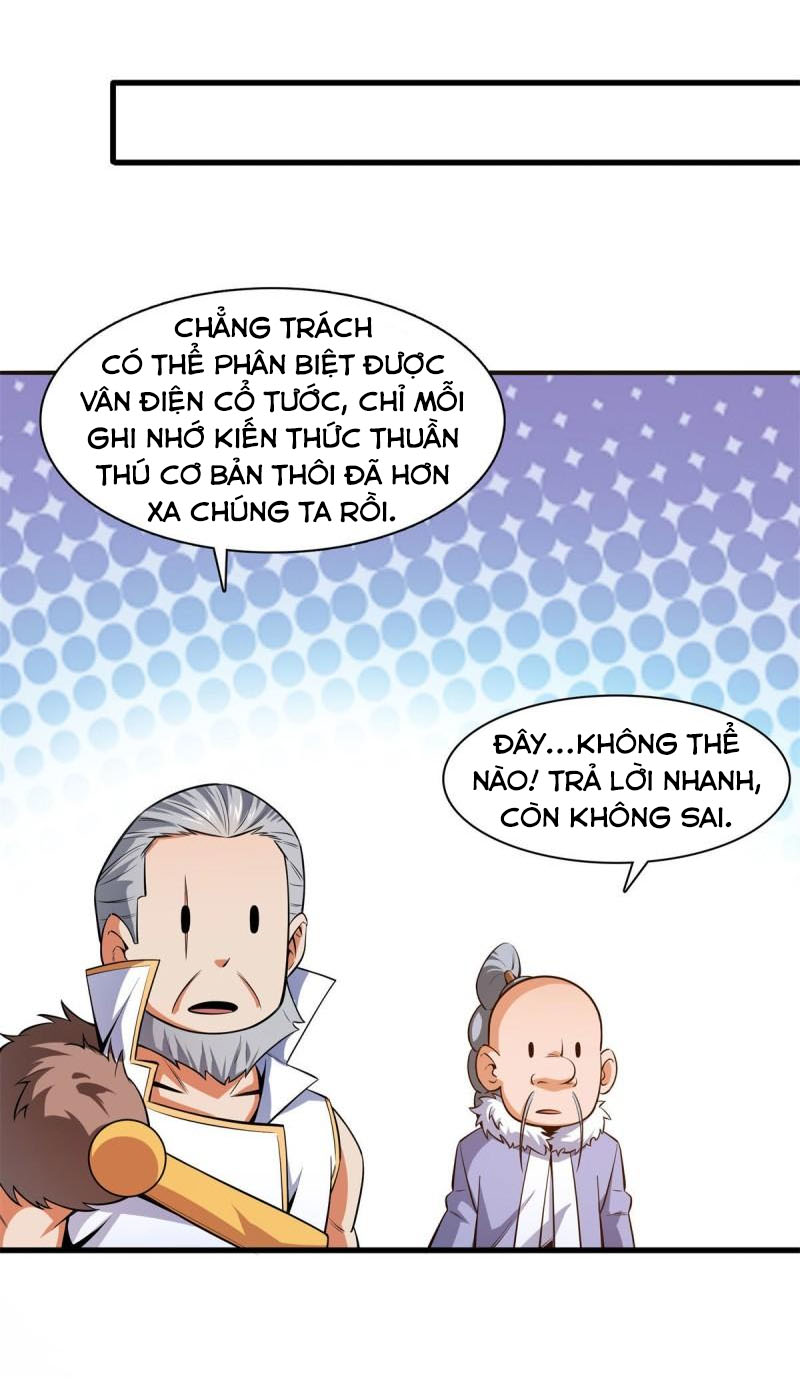 CHẲNG TRÁCH
CÓ THỂ PHÂN BIỆT ĐƯỢC
VÂN ĐIỆN CỔ TƯỚC, CHỈ MỖI
GHI NHỚ KIẾN THỨC THUẦN
THÚ CƠ BẢN THÔI ĐÃ HƠN
XA CHÚNG TA RỒI.
ĐÂY...KHÔNG THỂ
NÀO! TRẢ LỜI NHANH,
CÒN KHÔNG SAI.